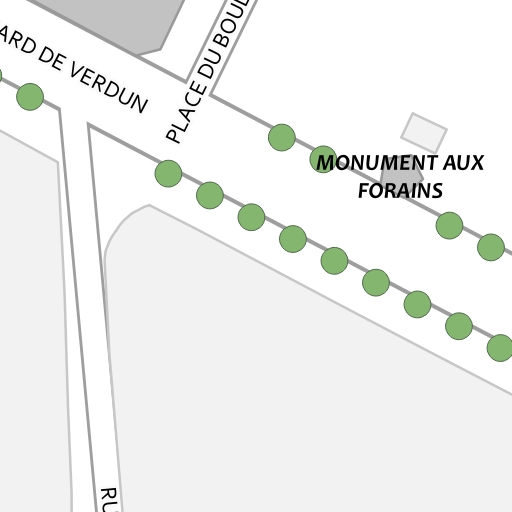 ARD DE VERDUN
PLACE DU BOUL
MONUMENT AUX
FORAINS
RU